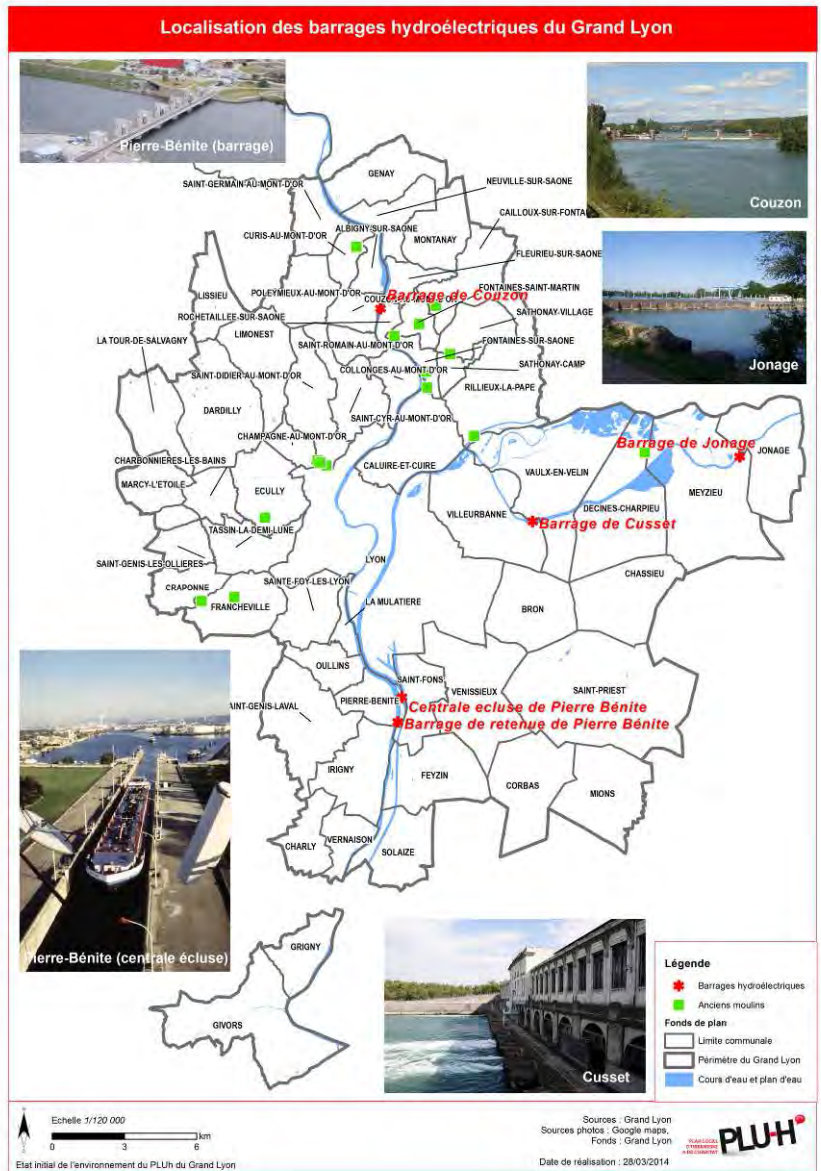 Localisation des barrages hydroélectriques du Grand Lyon
Pierre-Bénite (barrage)
Couzon
Jonage
GENAY
SAINT-GERMAIN-AU-MONT-D'OR
NEUVILLE-SUR-SAONE
CURIS-AU-MONT-D'OR
ALBIGNY-SUR-SAONE
CAILLOUX-SUR-FONTAI
MONTANAY
FLEURIEU-SUR-SAONE
POLEYMIEUX-AU-MONT-D'OR
Barrage de Couzon
FONTAINES-SAINT-MARTIN
LISSIEU
ROCHETAILLEE-SUR-SAONE
SATHONAY-VILLAGE
LIMONEST
LA TOUR-DE-SALVAGNY
SAINT-ROMAIN-AU-MONT-D'OR
FONTAINES-SUR-SAONE
SAINT-DIDIER-AU-MONT-D'OR
COLLONGES-AU-MONT-D'OR
SATHONAY-CAMP
DARDILLY
RILLIEUX-LA-PAPE
SAINT-CYR-AU-MONT-D'OR
CHAMPAGNE-AU-MONT-D'OR
Barrage de Jonage
JONAGE
CHARBONNIERES-LES-BAINS
CALUIRE-ET-CUIRE
VAULX-EN-VELIN
MARCY-L'ETOILE
ECULLY
MEYZIEU
VILLEURBANNE
DECINES-CHARPIEU
Barrage de Cusset
TASSIN-LA-DEMI-LUNE
SAINT-GENIS-LES-OLLIERES
LYON
CHASSIEU
CRAPONNE
SAINTE-FOY-LES-LYON
FRANCHEVILLE
LA MULATIERE
BRON
OULLINS
SAINT-FONS
VENISSIEUX
SAINT-PRIEST
AINT-GENIS-LAVAL
PIERRE-BENITE
Centrale ecluse de Pierre Bénite
Barrage de retenue de Pierre Bénite
IRIGNY
FEYZIN
CORBAS
MIONS
CHARLY
VERNAISON
SOLAIZE
Pierre-Bénite (centrale écluse)
GRIGNY
GIVORS
Cusset
Légende
Barrages hydroélectriques
Anciens moulins
Fonds de plan
Limite communale
Périmètre du Grand Lyon
Cours d'eau et plan d'eau
N
Echelle 1/120 000
km
0 3 6
Etat initial de l'environnement du PLUh du Grand Lyon
Sources : Grand Lyon
Sources photos : Google maps,
Fonds : Grand Lyon
Date de réalisation : 28/03/2014
PLAN LOCAL
D'URBANISME
& DE L'HABITAT
PLU-H